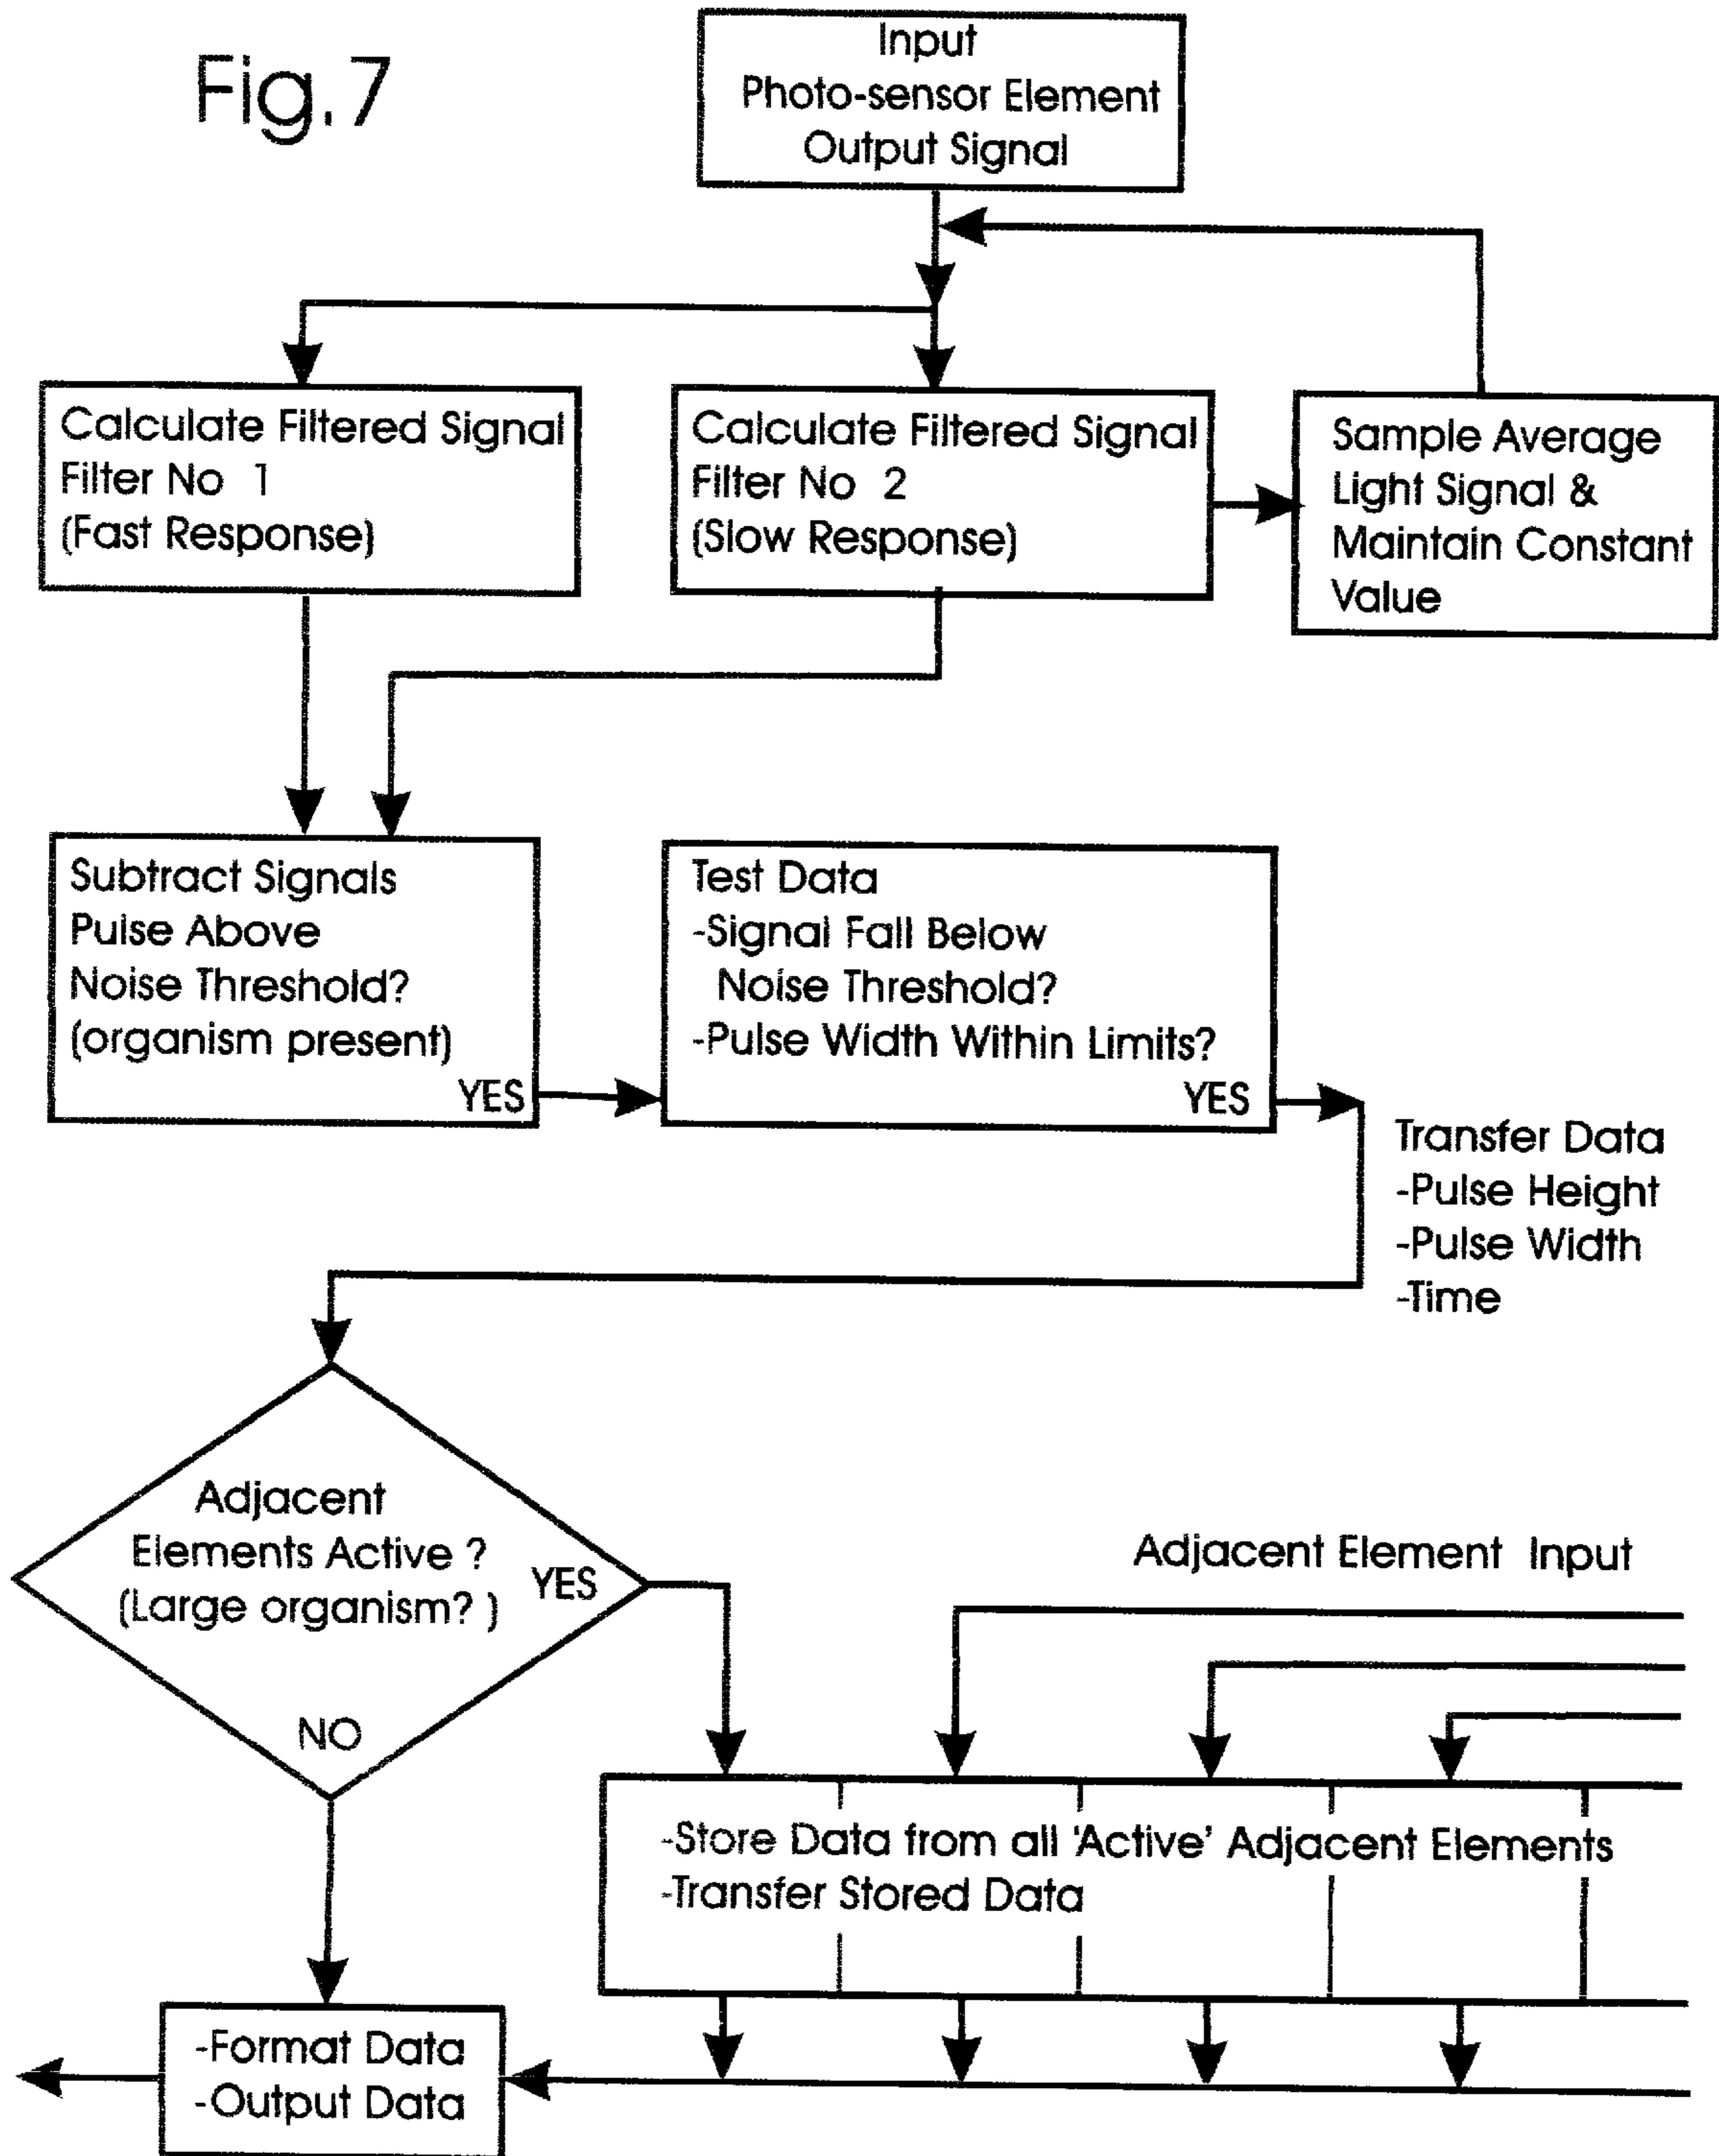 Fig.7
Input
Photo-sensor Element
Output Signal
Calculate Filtered Signal
Filter No 1
(Fast Response)
Calculate Filtered Signal
Filter No 2
(Slow Response)
Sample Average
Light Signal &
Maintain Constant
Value
Subtract Signals
Pulse Above
Noise Threshold?
(organism present)
YES
Test Data
-Signal Fall Below
Noise Threshold?
-Pulse Width Within Limits?
YES
Transfer Data
-Pulse Height
-Pulse Width
-Time
Adjacent
Elements Active ?
(Large organism? )
YES
NO
Adjacent Element Input
-Store Data from all 'Active' Adjacent Elements
-Transfer Stored Data
-Format Data
-Output Data